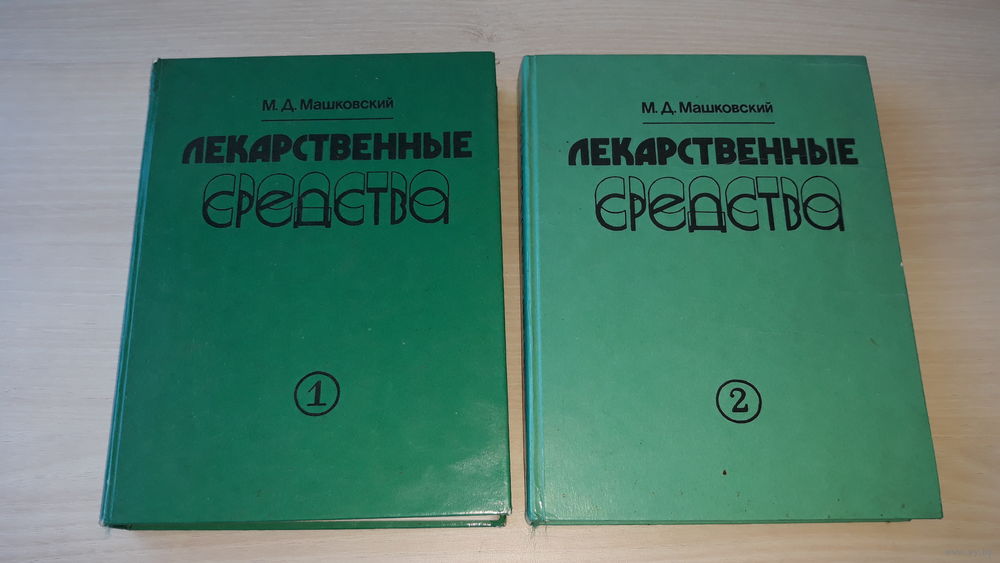 М. Д. Машковский
ЛЕКАРСТВЕННЫЕ
СРЕДСТВА
1
М. Д. Машковский
ЛЕКАРСТВЕННЫЕ
СРЕДСТВА
2